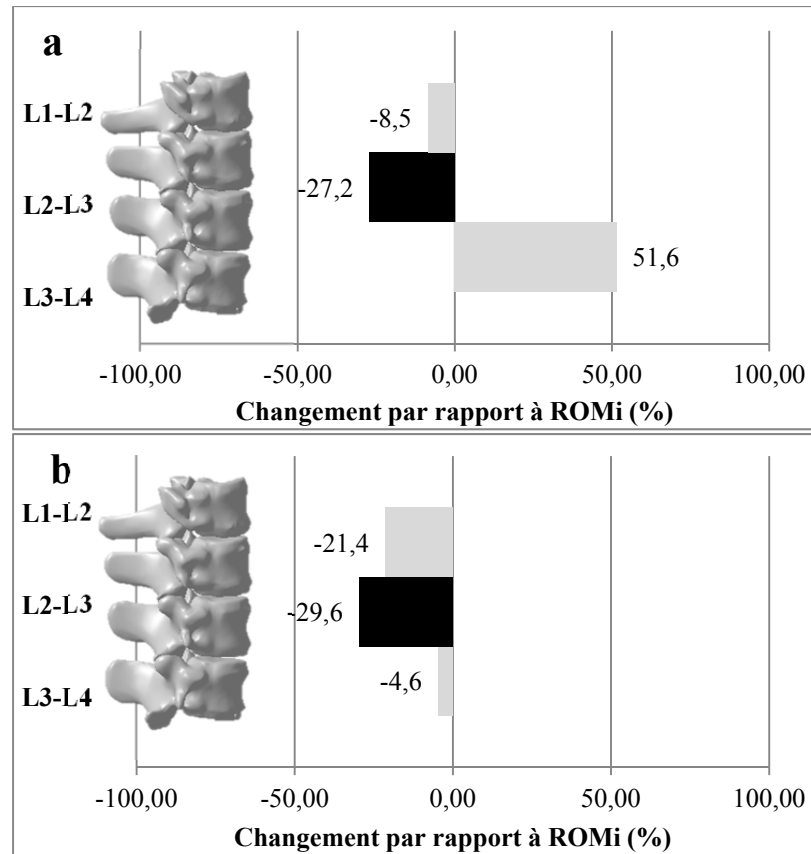 a
L1-L2
-8,5
L2-L3
-27,2
51,6
L3-L4
-100,00 -50,00 0,00 50,00 100,00
Changement par rapport à ROMi (%)
b
L1-L2
-21,4
L2-L3
-29,6
-4,6
L3-L4
-100,00 -50,00 0,00 50,00 100,00
Changement par rapport à ROMi (%)